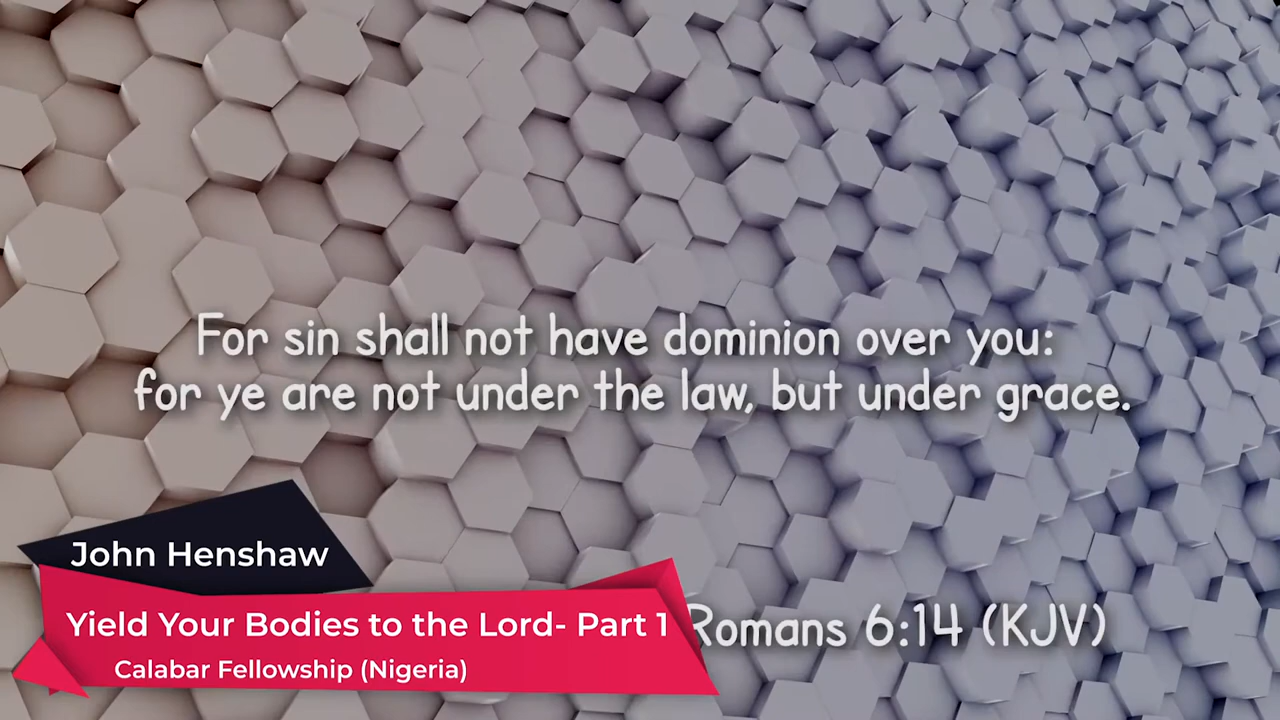 For sin shall not have dominion over you:
for ye are not under the law, but under grace.
Romans 6:14 (KJV)
John Henshaw
Yield Your Bodies to the Lord- Part 1
Calabar Fellowship (Nigeria)